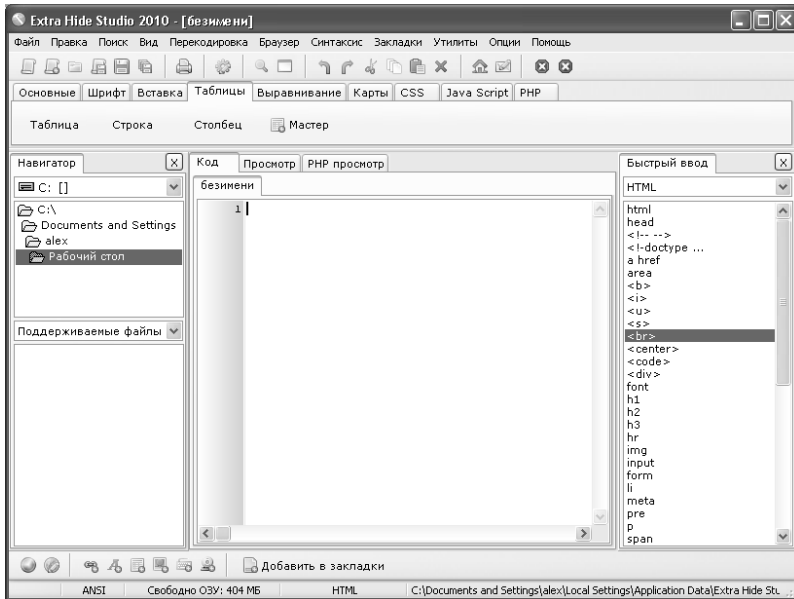 Extra Hide Studio 2010 - [безимени]
Файл Правка Поиск Вид Перекодировка Браузер Синтаксис Закладки Утилиты Опции Помощь
Основные Шрифт Вставка Таблицы Выравнивание Карты CSS Java Script PHP
Таблица Строка Столбец Мастер
Навигатор
C: []
C:\
Documents and Settings
alex
Рабочий стол
Поддерживаемые файлы
Код Просмотр PHP просмотр
безимени
1
Быстрый ввод
HTML
html
head
<!-- -->
<!-doctype ...
a href
area
<b>
<i>
<u>
<s>
<br>
<center>
<code>
<div>
font
h1
h2
h3
hr
img
input
form
li
meta
pre
p
span
Добавить в закладки
ANSI Свободно ОЗУ: 404 МБ HTML C:\Documents and Settings\alex\Local Settings\Application Data\Extra Hide Stu